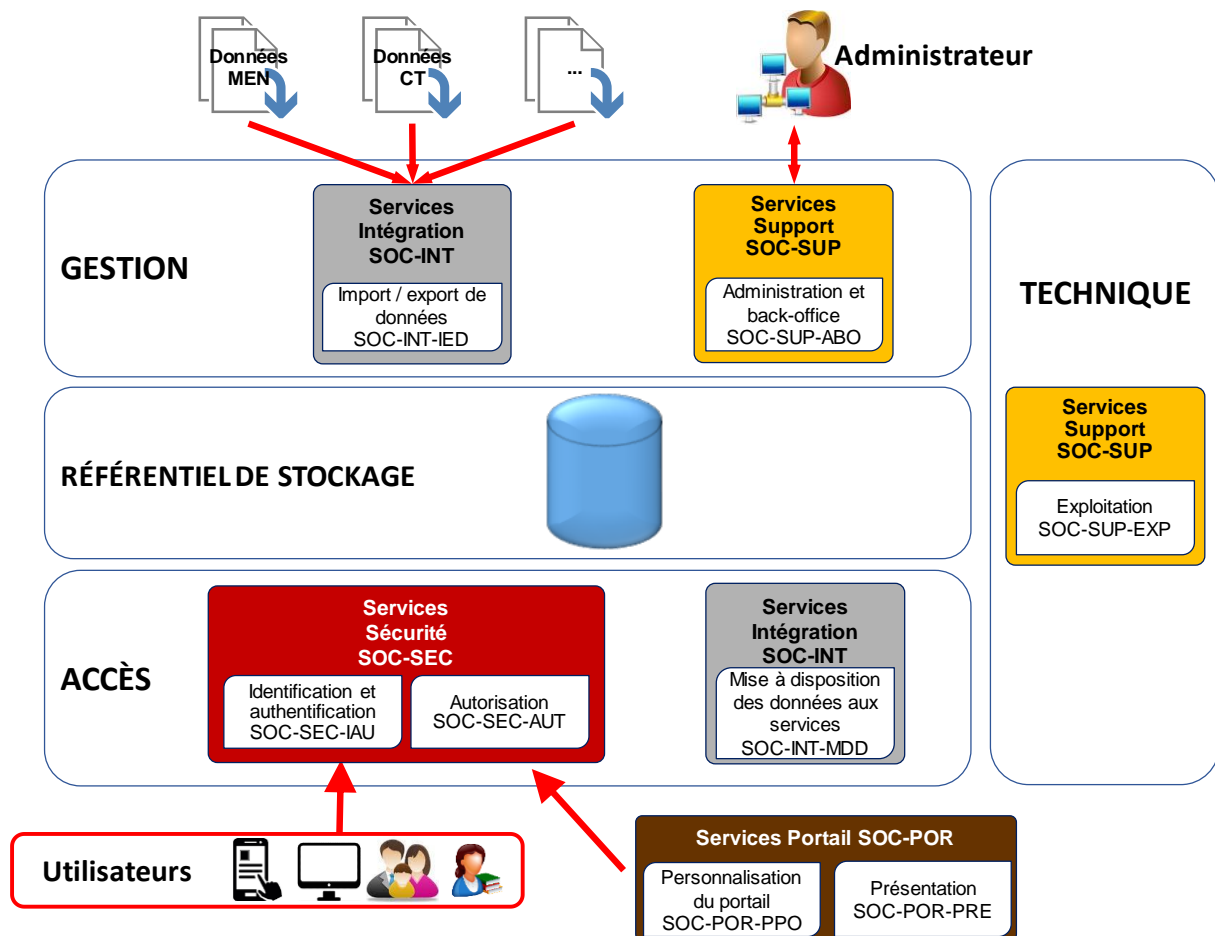 Données
MEN
Données
CT
...
Administrateur
GESTION
Services
Intégration
SOC-INT
Import / export de
données
SOC-INT-IED
Services
Support
SOC-SUP
Administration et
back-office
SOC-SUP-ABO
TECHNIQUE
Services
Support
SOC-SUP
Exploitation
SOC-SUP-EXP
RÉFÉRENTIEL DE STOCKAGE
ACCÈS
Services
Sécurité
SOC-SEC
Identification et
authentification
SOC-SEC-IAU
Autorisation
SOC-SEC-AUT
Services
Intégration
SOC-INT
Mise à disposition
des données aux
services
SOC-INT-MDD
Utilisateurs
Services Portail SOC-POR
Personnalisation
du portail
SOC-POR-PPO
Présentation
SOC-POR-PRE